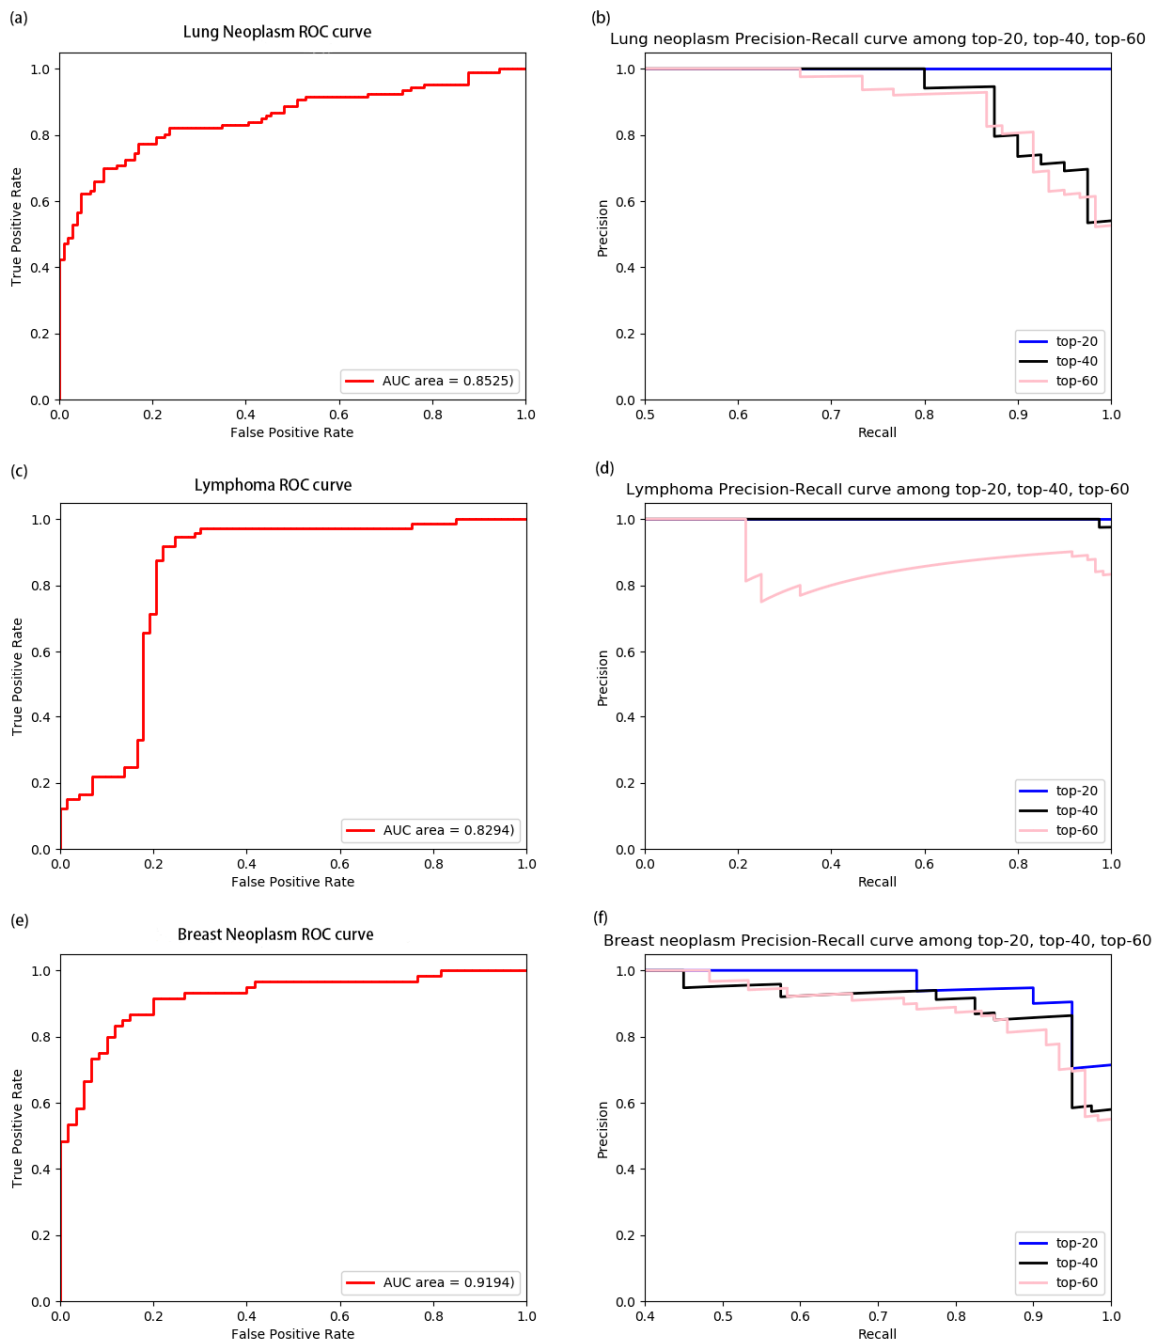 (a)
Lung Neoplasm ROC curve
1.0
0.8
0.6
0.4
0.2
0.0
True Positive Rate
AUC area = 0.8525)
0.0 0.2 0.4 0.6 0.8 1.0
False Positive Rate
(b)
Lung neoplasm Precision-Recall curve among top-20, top-40, top-60
1.0
0.8
0.6
0.4
0.2
0.0
Precision
top-20
top-40
top-60
0.5 0.6 0.7 0.8 0.9 1.0
Recall
(c)
Lymphoma ROC curve
1.0
0.8
0.6
0.4
0.2
0.0
True Positive Rate
AUC area = 0.8294)
0.0 0.2 0.4 0.6 0.8 1.0
False Positive Rate
(d)
Lymphoma Precision-Recall curve among top-20, top-40, top-60
1.0
0.8
0.6
0.4
0.2
0.0
Precision
top-20
top-40
top-60
0.0 0.2 0.4 0.6 0.8 1.0
Recall
(e)
Breast Neoplasm ROC curve
1.0
0.8
0.6
0.4
0.2
0.0
True Positive Rate
AUC area = 0.9194)
0.0 0.2 0.4 0.6 0.8 1.0
False Positive Rate
(f)
Breast neoplasm Precision-Recall curve among top-20, top-40, top-60
1.0
0.8
0.6
0.4
0.2
0.0
Precision
top-20
top-40
top-60
0.4 0.5 0.6 0.7 0.8 0.9 1.0
Recall